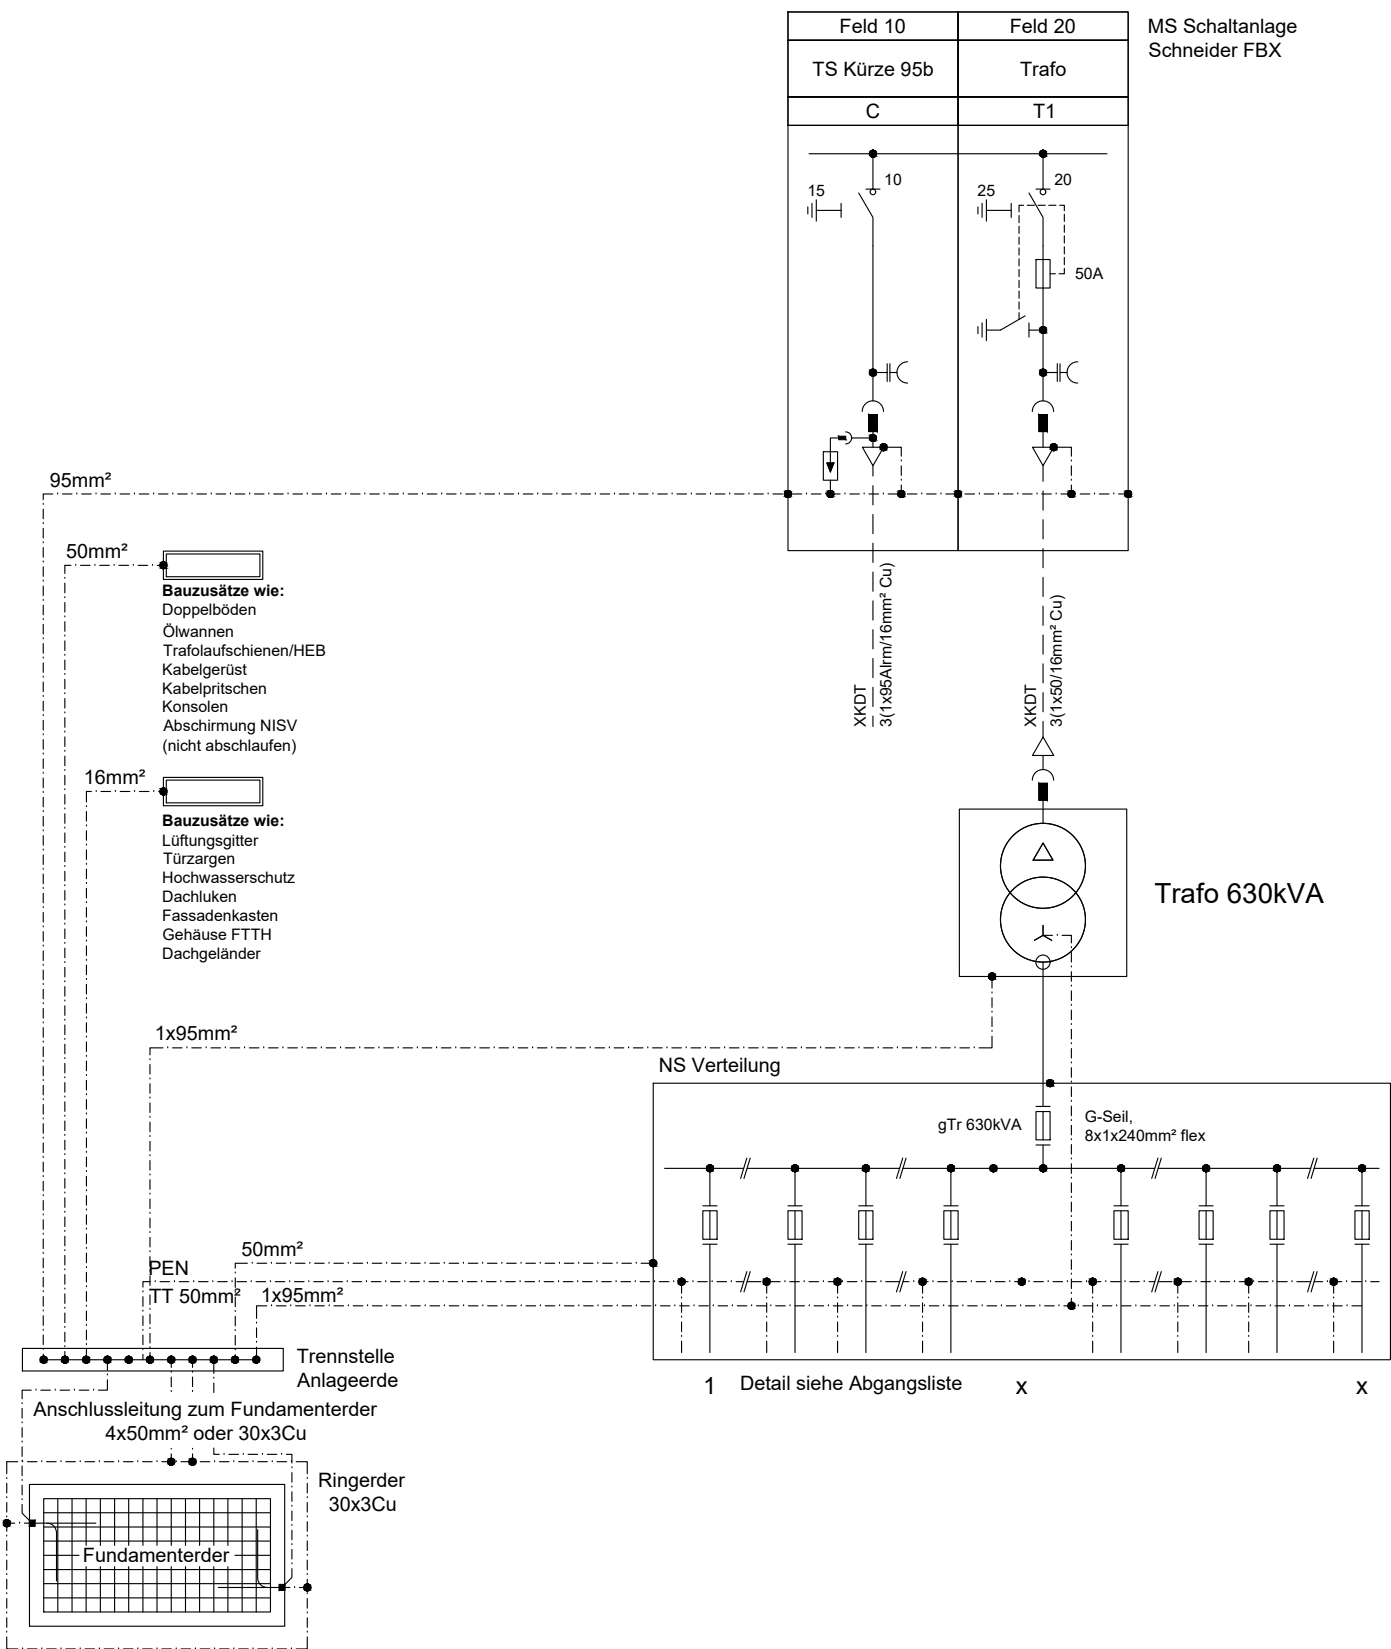 Feld 10
Feld 20
MS Schaltanlage
Schneider FBX
TS Kürze 95b
Trafo
C
T1
15
10
25
20
50A
95mm²
50mm²
Bauzusätze wie:
Doppelböden
Ölwannen
Trafolaufschienen/HEB
Kabelgerüst
Kabelpritschen
Konsolen
Abschirmung NISV
(nicht abschlaufen)
XKDT
3(1x95Alrm/16mm² Cu)
XKDT
3(1x50/16mm² Cu)
16mm²
Bauzusätze wie:
Lüftungsgitter
Türzargen
Hochwasserschutz
Dachluken
Fassadenkasten
Gehäuse FTTH
Dachgeländer
Trafo 630kVA
1x95mm²
NS Verteilung
gTr 630kVA
G-Seil,
8x1x240mm² flex
50mm²
PEN
TT 50mm²
1x95mm²
Trennstelle
Anlageerde
1
Detail siehe Abgangsliste
x
x
Anschlussleitung zum Fundamenterder
4x50mm² oder 30x3Cu
Ringerder
30x3Cu
Fundamenterder